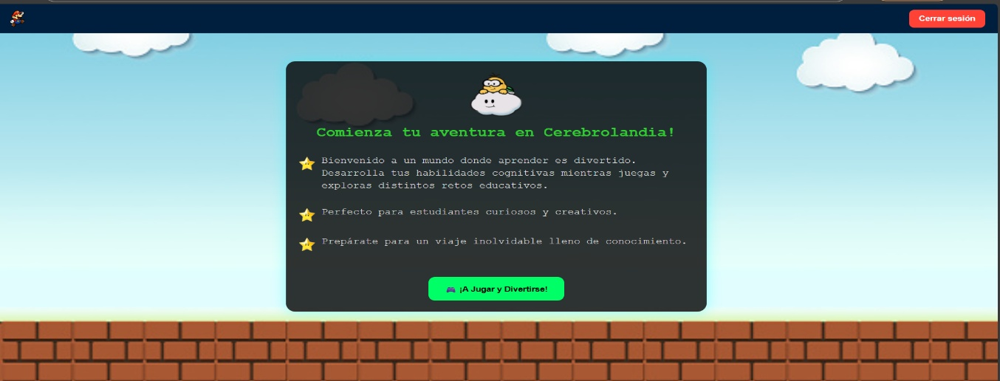 Cerrar sesión
Comienza tu aventura en Cerebrolandia!
Bienvenido a un mundo donde aprender es divertido.
Desarrolla tus habilidades cognitivas mientras juegas y
exploras distintos retos educativos.
Perfecto para estudiantes curiosos y creativos.
Prepárate para un viaje inolvidable lleno de conocimiento.
🎮 ¡A Jugar y Divertirse!